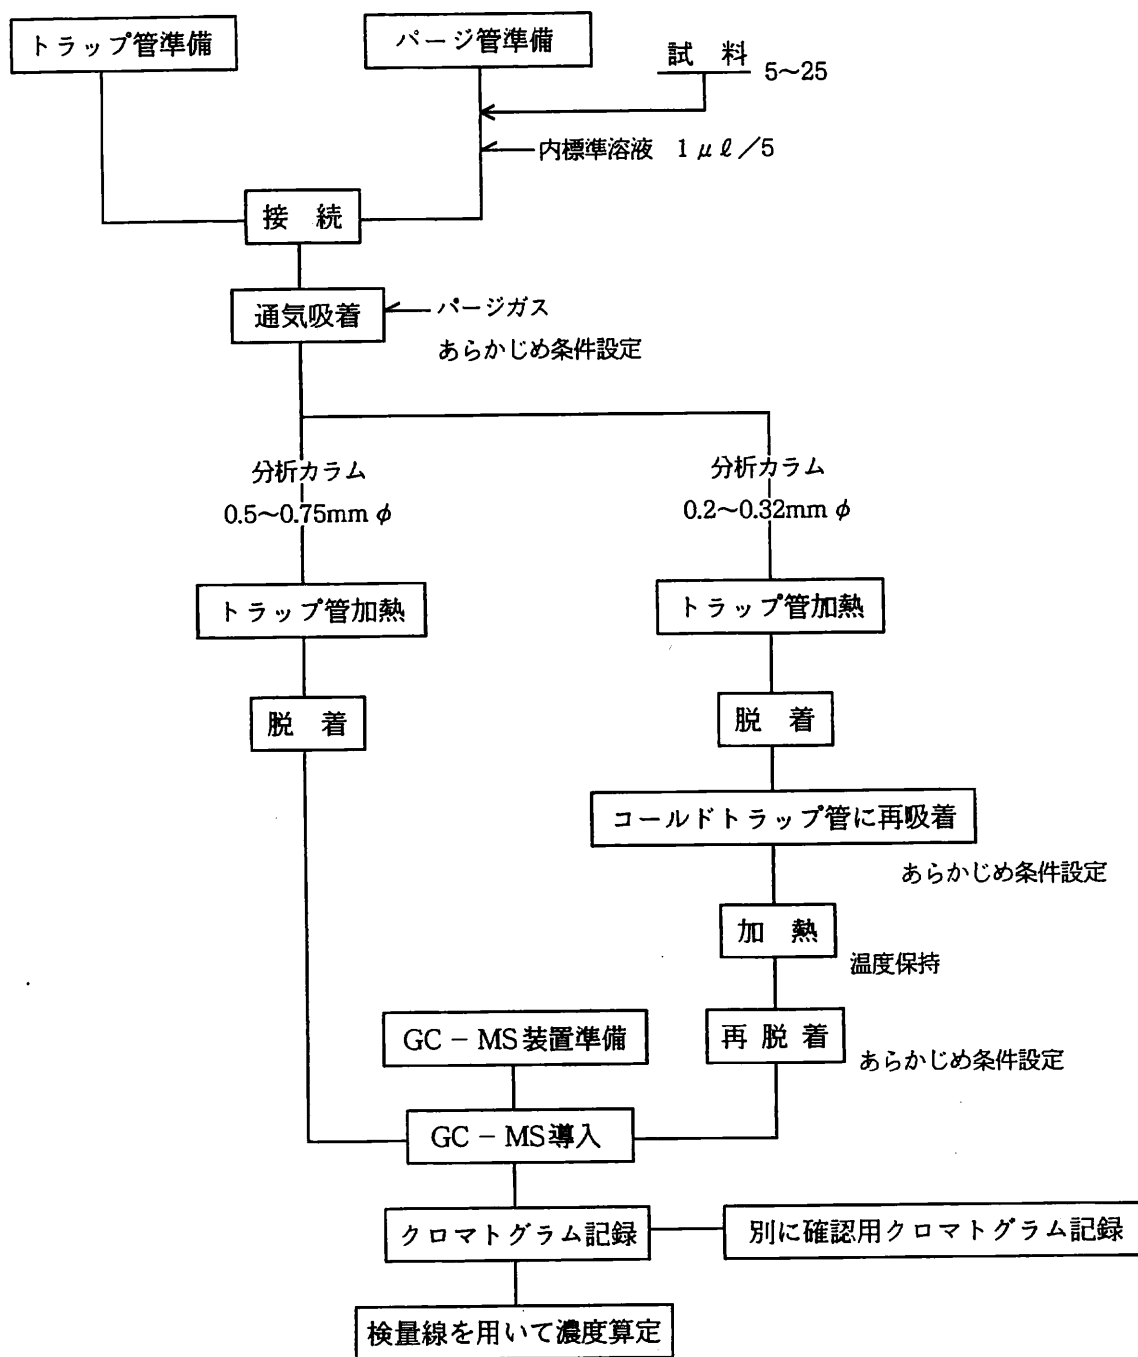 トラップ管準備
パージ管準備
試 料
5～25
内標準溶液 1μℓ/5
接 続
通気吸着
パージガス
あらかじめ条件設定
分析カラム
0.5～0.75mmφ
分析カラム
0.2～0.32mmφ
トラップ管加熱
トラップ管加熱
脱 着
脱 着
コールドトラップ管に再吸着
あらかじめ条件設定
加 熱
温度保持
GC－MS装置準備
再 脱 着
あらかじめ条件設定
GC－MS導入
クロマトグラム記録
別に確認用クロマトグラム記録
検量線を用いて濃度算定